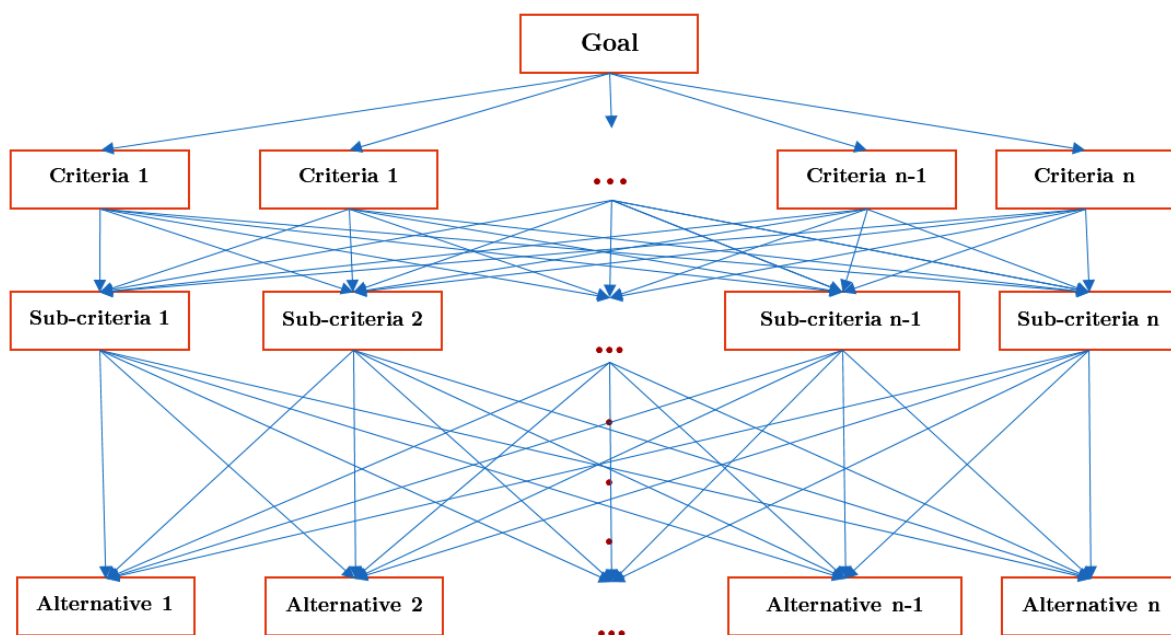 Goal
Criteria 1
Criteria 1
...
Criteria n-1
Criteria n
Sub-criteria 1
Sub-criteria 2
...
Sub-criteria n-1
Sub-criteria n
.
.
.
Alternative 1
Alternative 2
...
Alternative n-1
Alternative n